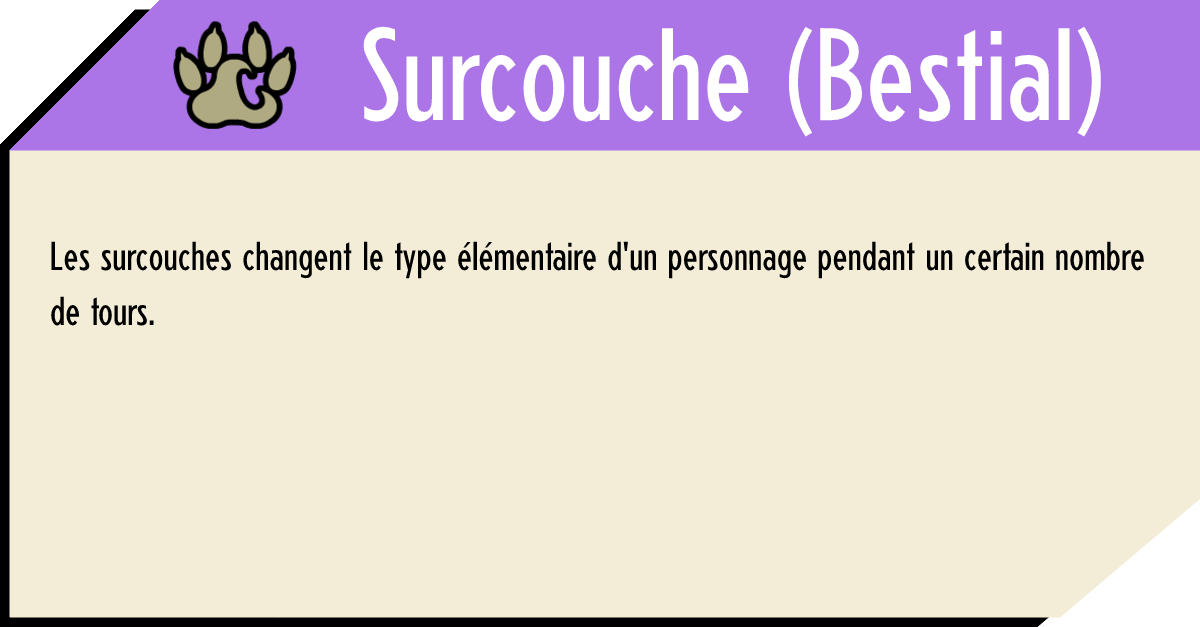 Surcouche (Bestial)
Les surcouches changent le type élémentaire d'un personnage pendant un certain nombre
de tours.